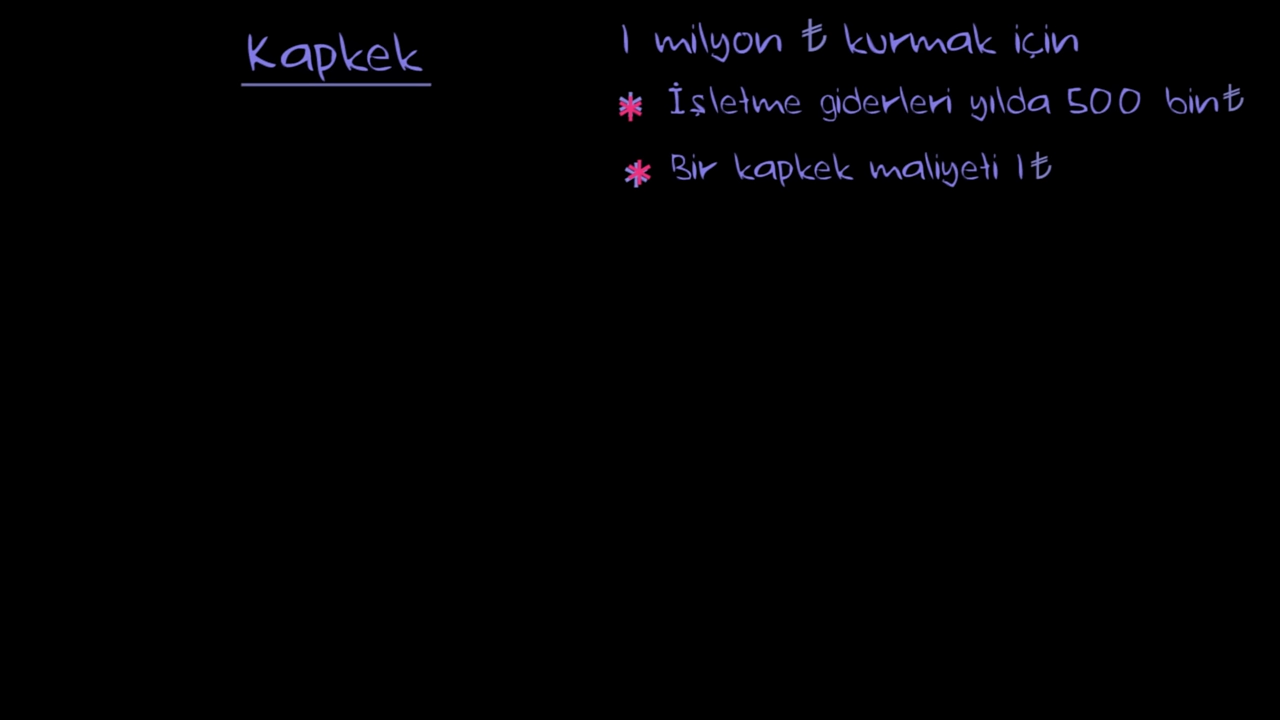 Kapkek
1 milyon ₺ kurmak için
* İşletme giderleri yılda 500 bin₺
* Bir kapkek maliyeti 1₺